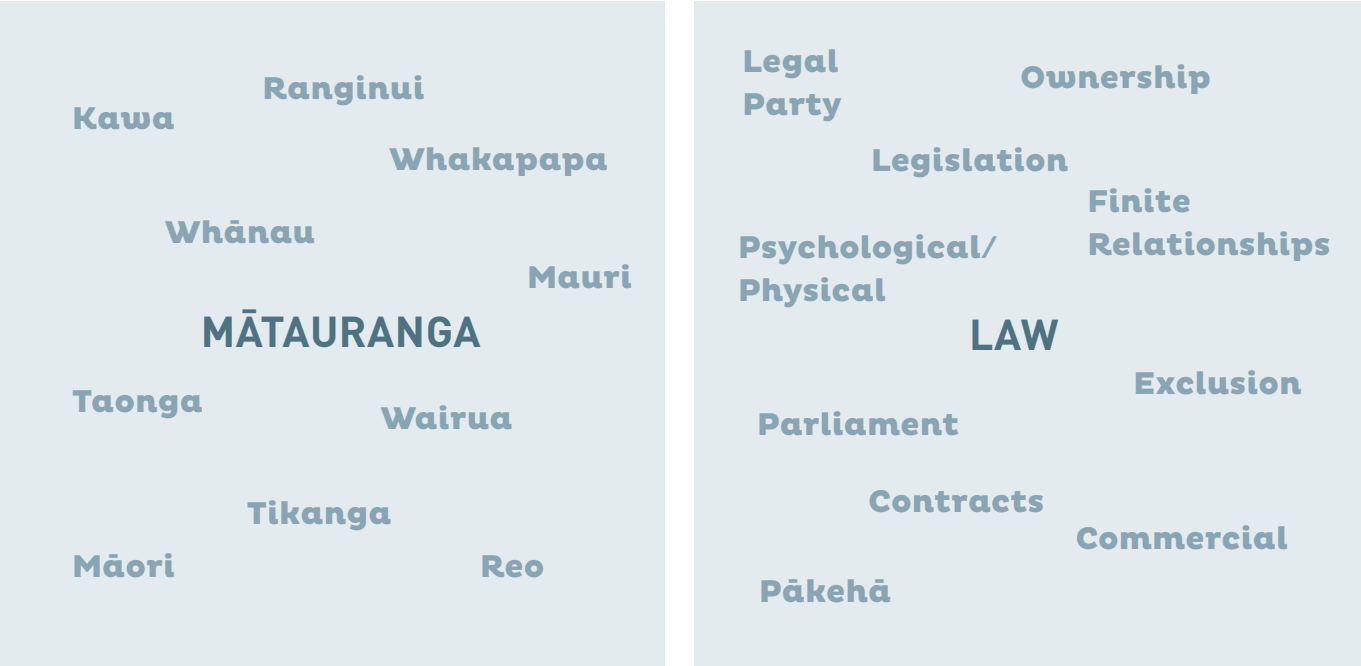 Ranginui
Kawa
Whakapapa
Whānau
Mauri
MĀTAURANGA
Taonga
Wairua
Tikanga
Māori
Reo
Legal
Party
Ownership
Legislation
Finite
Relationships
Psychological/
Physical
LAW
Exclusion
Parliament
Contracts
Commercial
Pākehā